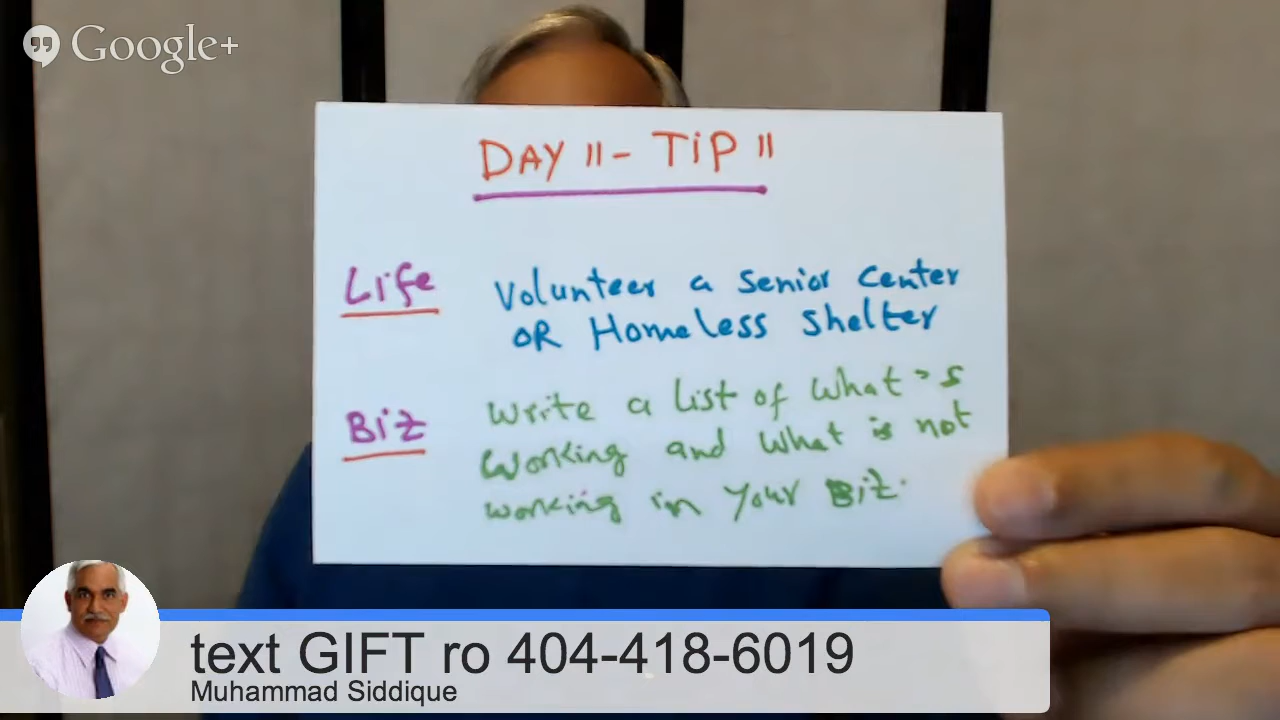 Google+
DAY 11 - TIP 11
Life
Volunteer a Senior Center
OR Homeless Shelter
Biz
Write a List of What's
Working and What is not
working in Your Biz.
text GIFT ro 404-418-6019
Muhammad Siddique